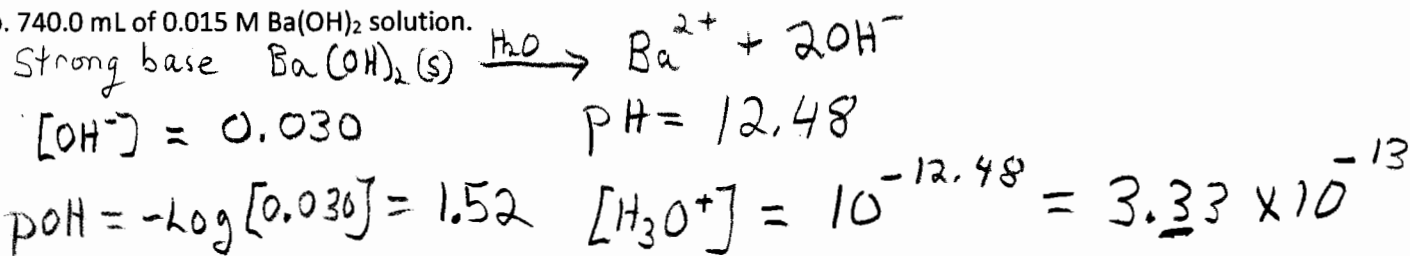 . 740.0 mL of 0.015 M Ba(OH)₂ solution.
Strong base Ba(OH)₂(s) H₂O→ Ba²⁺ + 2OH⁻
[OH⁻] = 0.030 pH = 12.48
pOH = -Log[0.030] = 1.52 [H₃O⁺] = 10⁻¹²·⁴⁸ = 3.33 x10⁻¹³